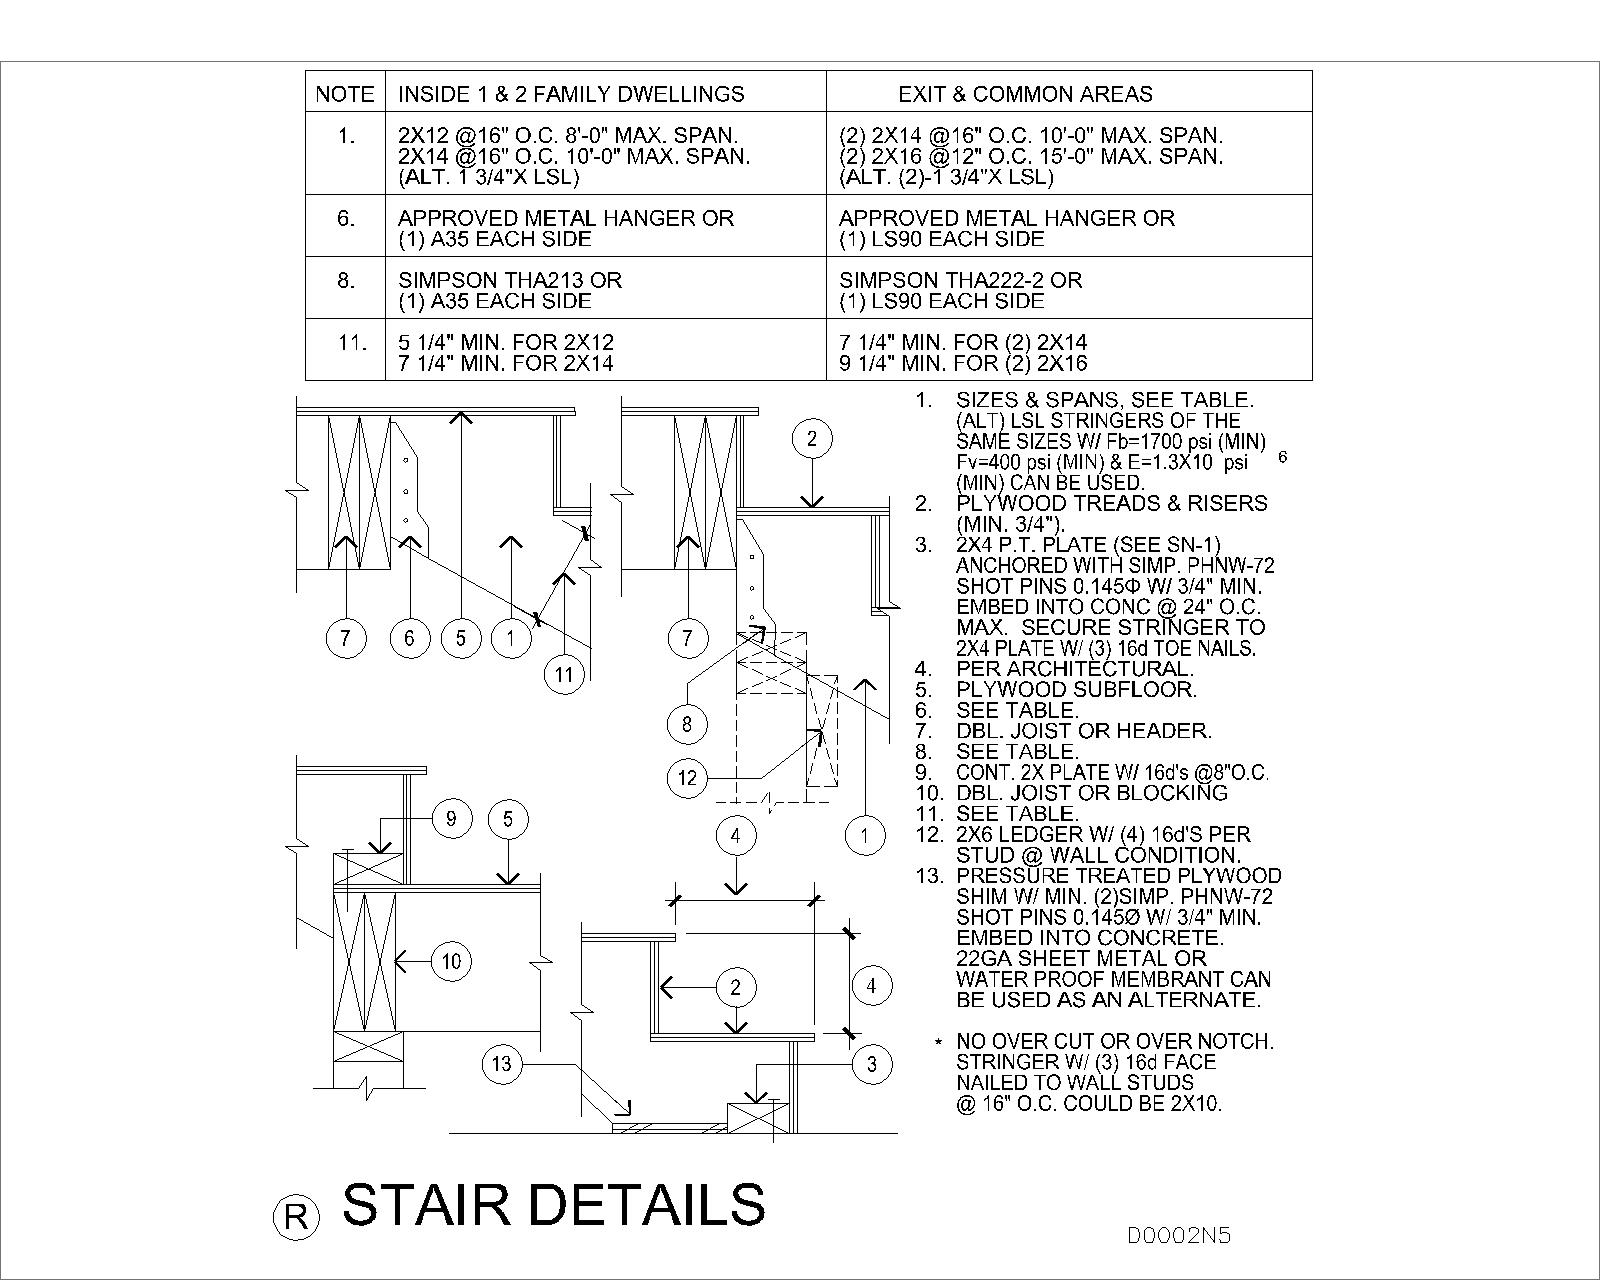 NOTE INSIDE 1 & 2 FAMILY DWELLINGS EXIT & COMMON AREAS
1. 2X12 @16" O.C. 8'-0" MAX. SPAN. (2) 2X14 @16" O.C. 10'-0" MAX. SPAN.
2X14 @16" O.C. 10'-0" MAX. SPAN. (2) 2X16 @12" O.C. 15'-0" MAX. SPAN.
(ALT. 1 3/4"X LSL) (ALT. (2)-1 3/4"X LSL)
6. APPROVED METAL HANGER OR APPROVED METAL HANGER OR
(1) A35 EACH SIDE (1) LS90 EACH SIDE
8. SIMPSON THA213 OR SIMPSON THA222-2 OR
(1) A35 EACH SIDE (1) LS90 EACH SIDE
11. 5 1/4" MIN. FOR 2X12 7 1/4" MIN. FOR (2) 2X14
7 1/4" MIN. FOR 2X14 9 1/4" MIN. FOR (2) 2X16
2
7 6 5 1 7
11
8
12
9 5 4 1
10 2 4
13 3
1. SIZES & SPANS, SEE TABLE.
(ALT) LSL STRINGERS OF THE
SAME SIZES W/ Fb=1700 psi (MIN)
Fv=400 psi (MIN) & E=1.3X10 psi 6
(MIN) CAN BE USED.
2. PLYWOOD TREADS & RISERS
(MIN. 3/4").
3. 2X4 P.T. PLATE (SEE SN-1)
ANCHORED WITH SIMP. PHNW-72
SHOT PINS 0.145Φ W/ 3/4" MIN.
EMBED INTO CONC @ 24" O.C.
MAX. SECURE STRINGER TO
2X4 PLATE W/ (3) 16d TOE NAILS.
4. PER ARCHITECTURAL.
5. PLYWOOD SUBFLOOR.
6. SEE TABLE.
7. DBL. JOIST OR HEADER.
8. SEE TABLE.
9. CONT. 2X PLATE W/ 16d's @8"O.C.
10. DBL. JOIST OR BLOCKING
11. SEE TABLE.
12. 2X6 LEDGER W/ (4) 16d'S PER
STUD @ WALL CONDITION.
13. PRESSURE TREATED PLYWOOD
SHIM W/ MIN. (2)SIMP. PHNW-72
SHOT PINS 0.145Ø W/ 3/4" MIN.
EMBED INTO CONCRETE.
22GA SHEET METAL OR
WATER PROOF MEMBRANT CAN
BE USED AS AN ALTERNATE.
* NO OVER CUT OR OVER NOTCH.
STRINGER W/ (3) 16d FACE
NAILED TO WALL STUDS
@ 16" O.C. COULD BE 2X10.
R STAIR DETAILS
D0002N5